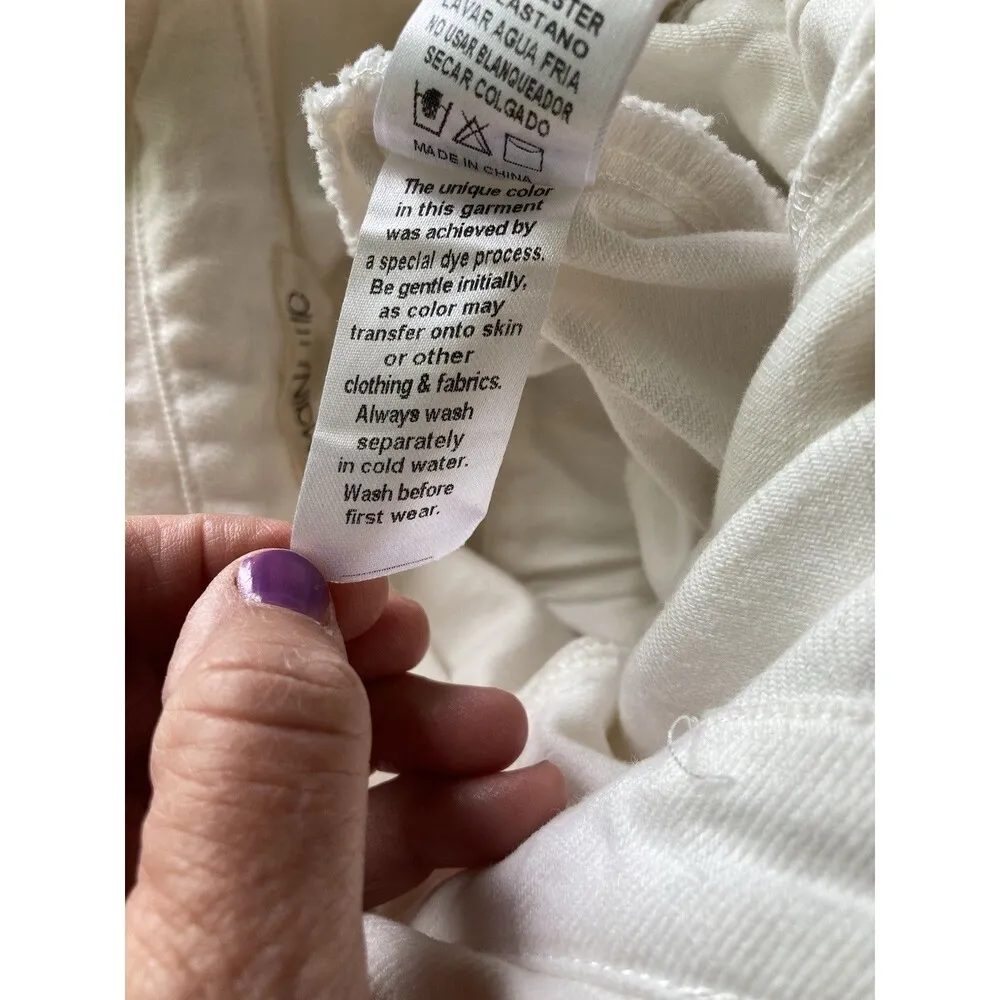 ELASTANO
LAVAR AGUA FRIA
NO USAR BLANQUEADOR
SECAR COLGADO
MADE IN CHINA
The unique color
in this garment
was achieved by
a special dye process.
Be gentle initially,
as color may
transfer onto skin
or other
clothing & fabrics.
Always wash
separately
in cold water.
Wash before
first wear.